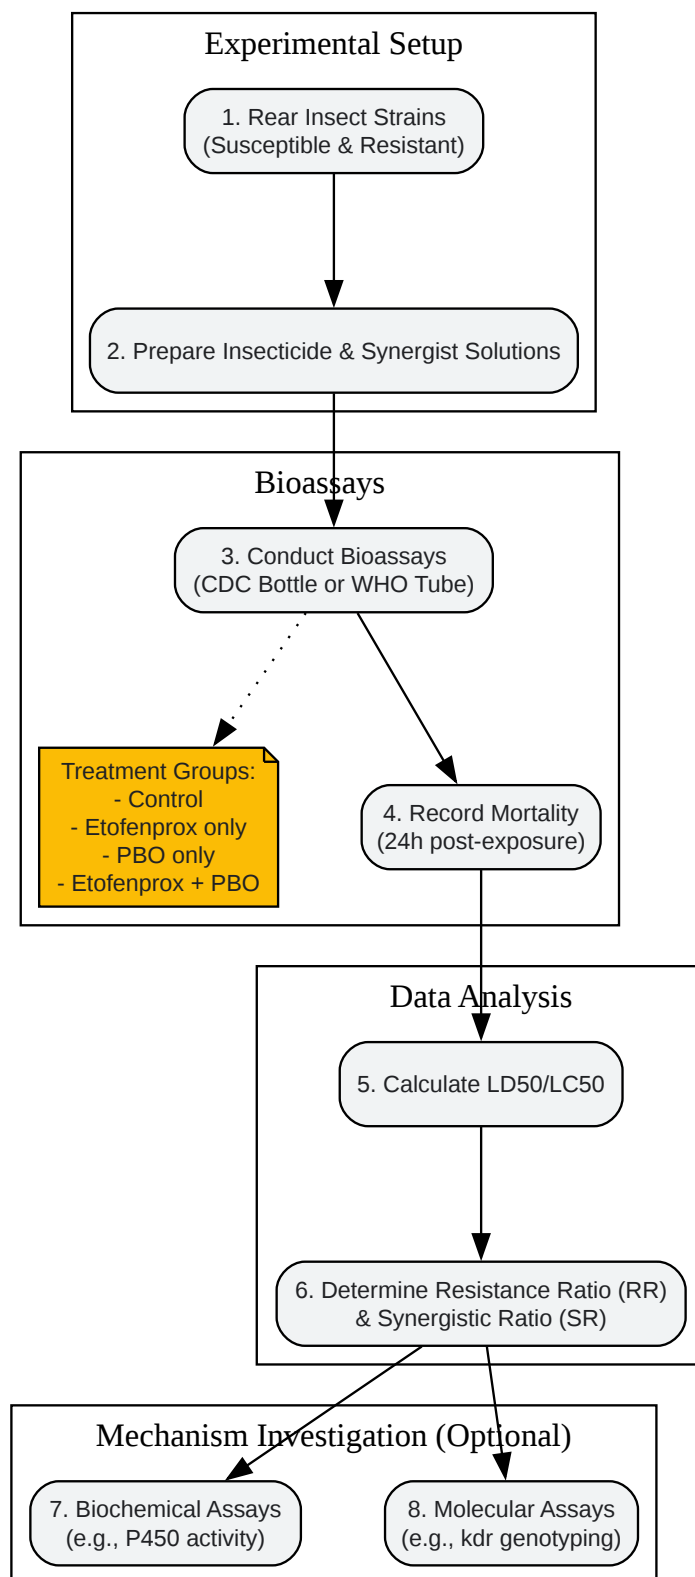 Experimental Setup
1. Rear Insect Strains
(Susceptible & Resistant)
2. Prepare Insecticide & Synergist Solutions
Bioassays
3. Conduct Bioassays
(CDC Bottle or WHO Tube)
Treatment Groups:
- Control
- Etofenprox only
- PBO only
- Etofenprox + PBO
4. Record Mortality
(24h post-exposure)
Data Analysis
5. Calculate LD50/LC50
6. Determine Resistance Ratio (RR)
& Synergistic Ratio (SR)
Mechanism Investigation (Optional)
7. Biochemical Assays
(e.g., P450 activity)
8. Molecular Assays
(e.g., kdr genotyping)